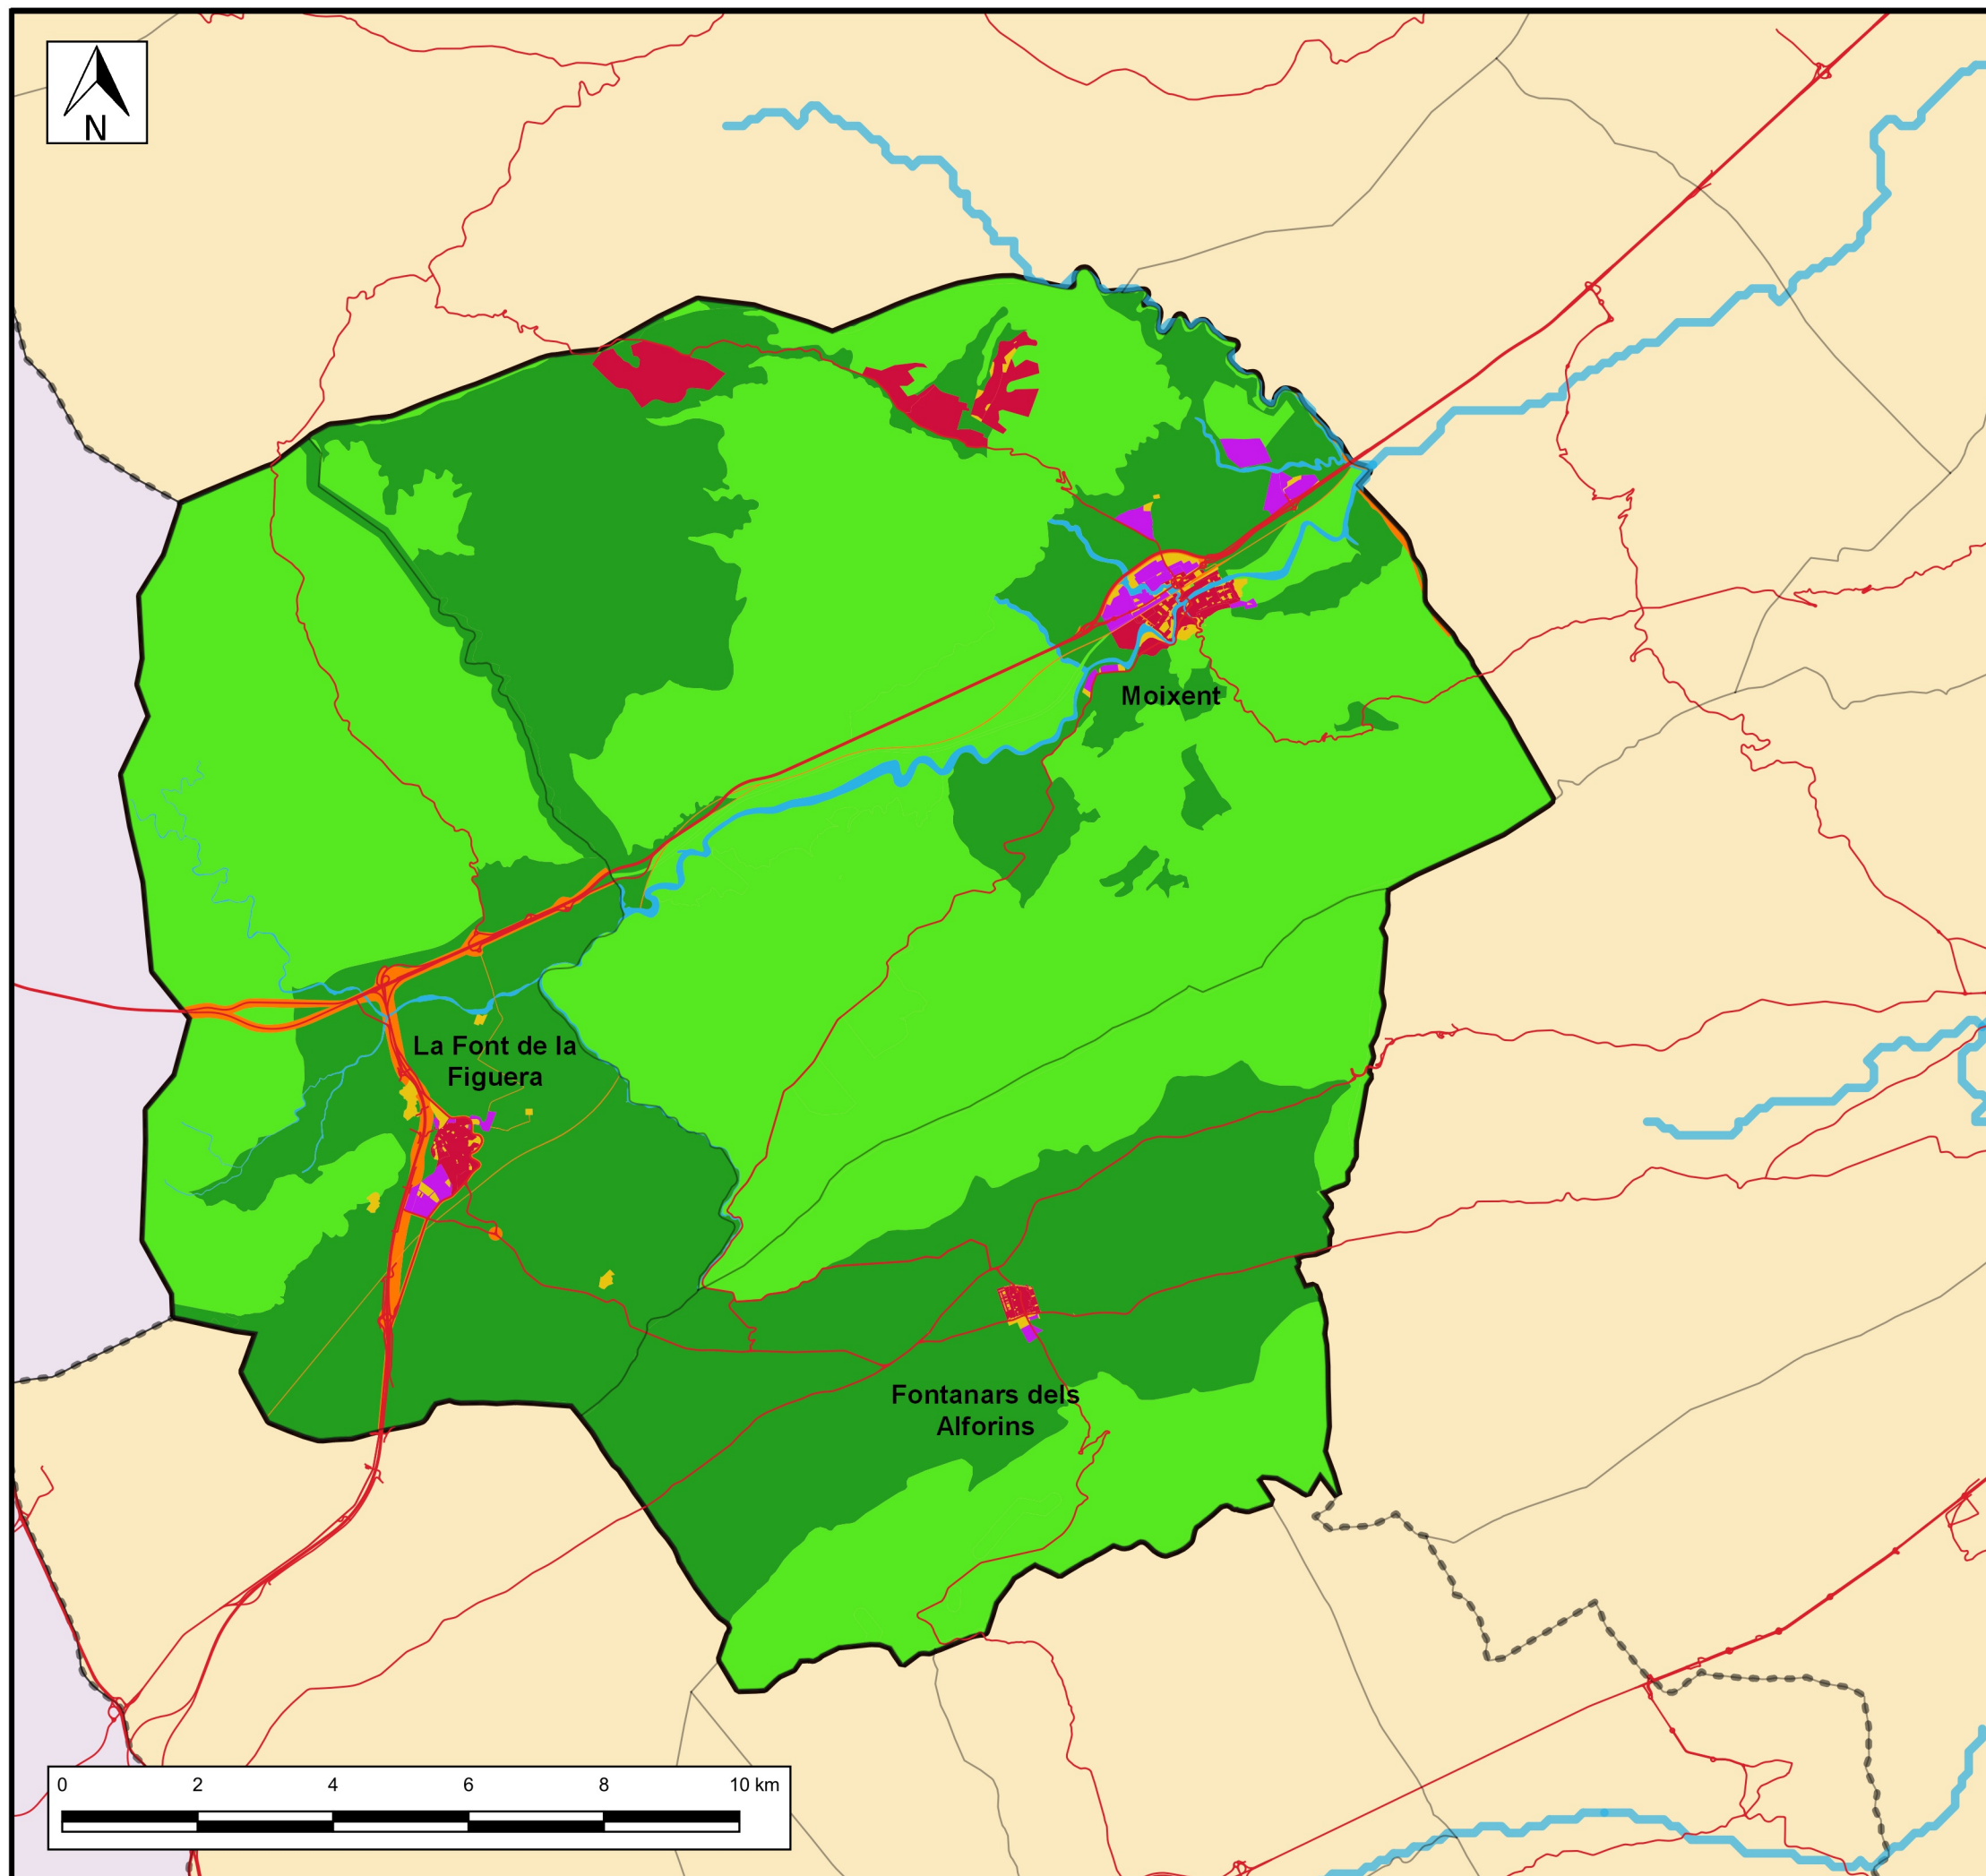 N
Moixent
La Font de la
Figuera
Fontanars dels
Alforins
0 2 4 6 8 10 km